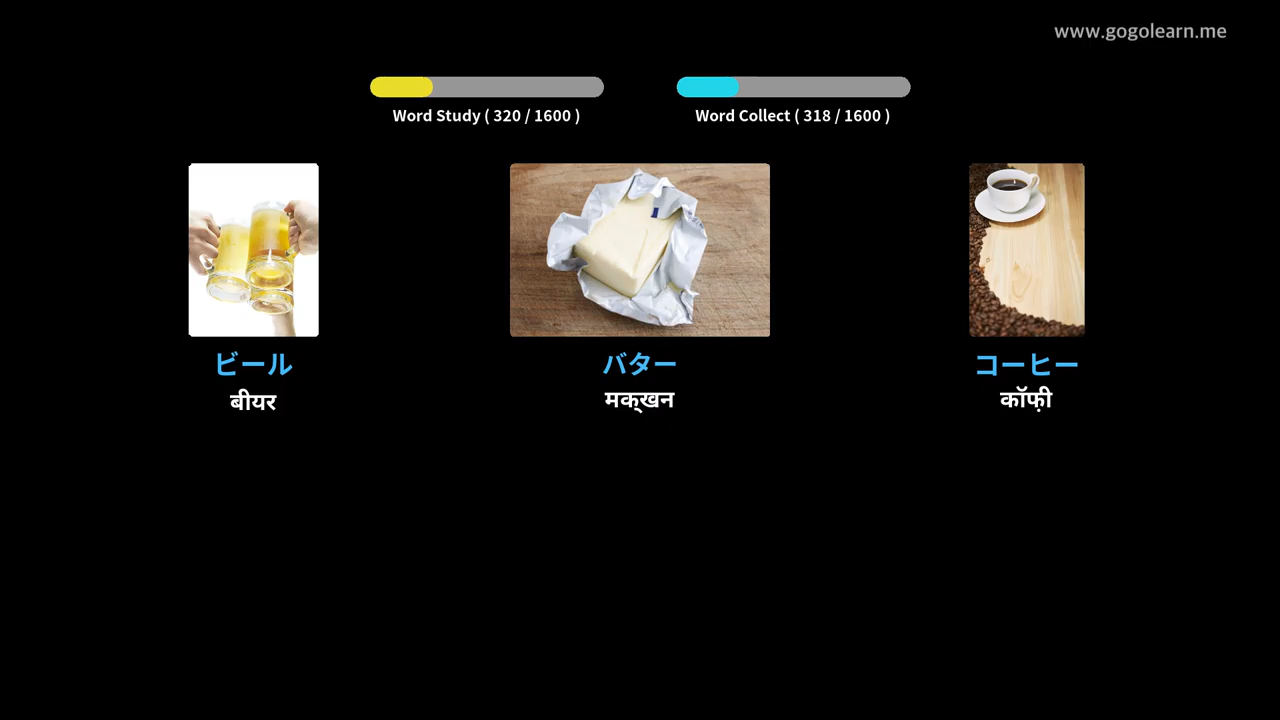 www.gogolearn.me
Word Study ( 320 / 1600 )
Word Collect ( 318 / 1600 )
ビール
बीयर
バター
मक्‌खन
コーヒー
कॉफ़ी